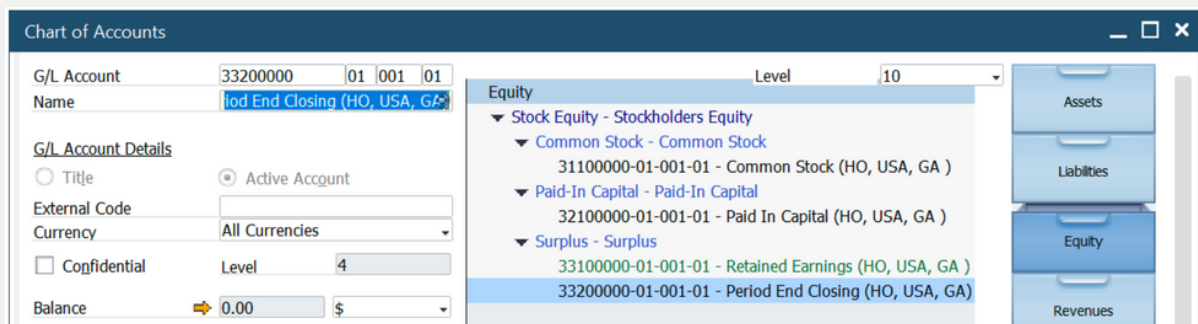 Chart of Accounts
G/L Account 33200000 01 001 01
Name iod End Closing (HO, USA, GA)
G/L Account Details
Title Active Account
External Code
Currency All Currencies
Confidential Level 4
Balance 0.00 $
Level 10
Equity
Stock Equity - Stockholders Equity
Common Stock - Common Stock
31100000-01-001-01 - Common Stock (HO, USA, GA )
Paid-In Capital - Paid-In Capital
32100000-01-001-01 - Paid In Capital (HO, USA, GA )
Surplus - Surplus
33100000-01-001-01 - Retained Earnings (HO, USA, GA )
33200000-01-001-01 - Period End Closing (HO, USA, GA)
Assets
Liabilities
Equity
Revenues